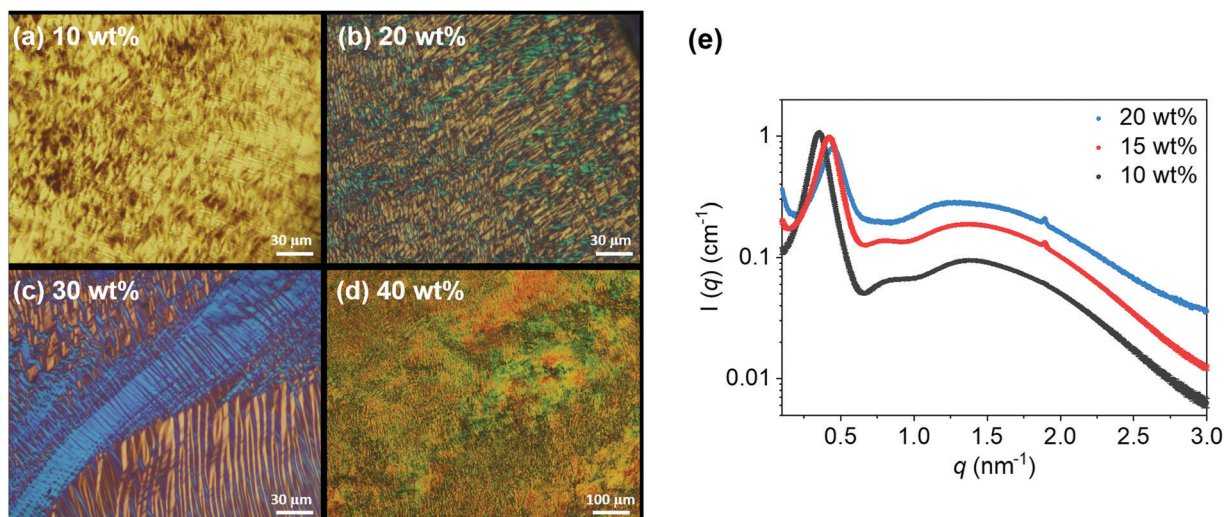 (a) 10 wt%
30 µm
(b) 20 wt%
30 µm
(c) 30 wt%
30 µm
(d) 40 wt%
100 µm
(e)
I (q) (cm⁻¹)
1
0.1
0.01
20 wt%
15 wt%
10 wt%
0.5 1.0 1.5 2.0 2.5 3.0
q (nm⁻¹)